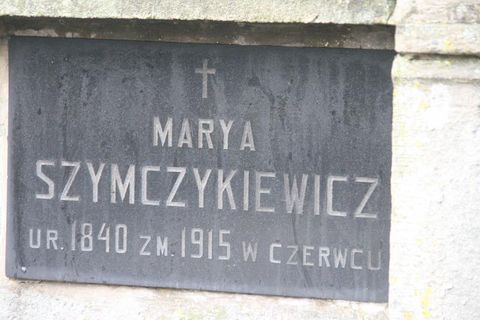 MARYA
SZYMCZYKIEWICZ
UR. 1840 ZM. 1915 W CZERWCU